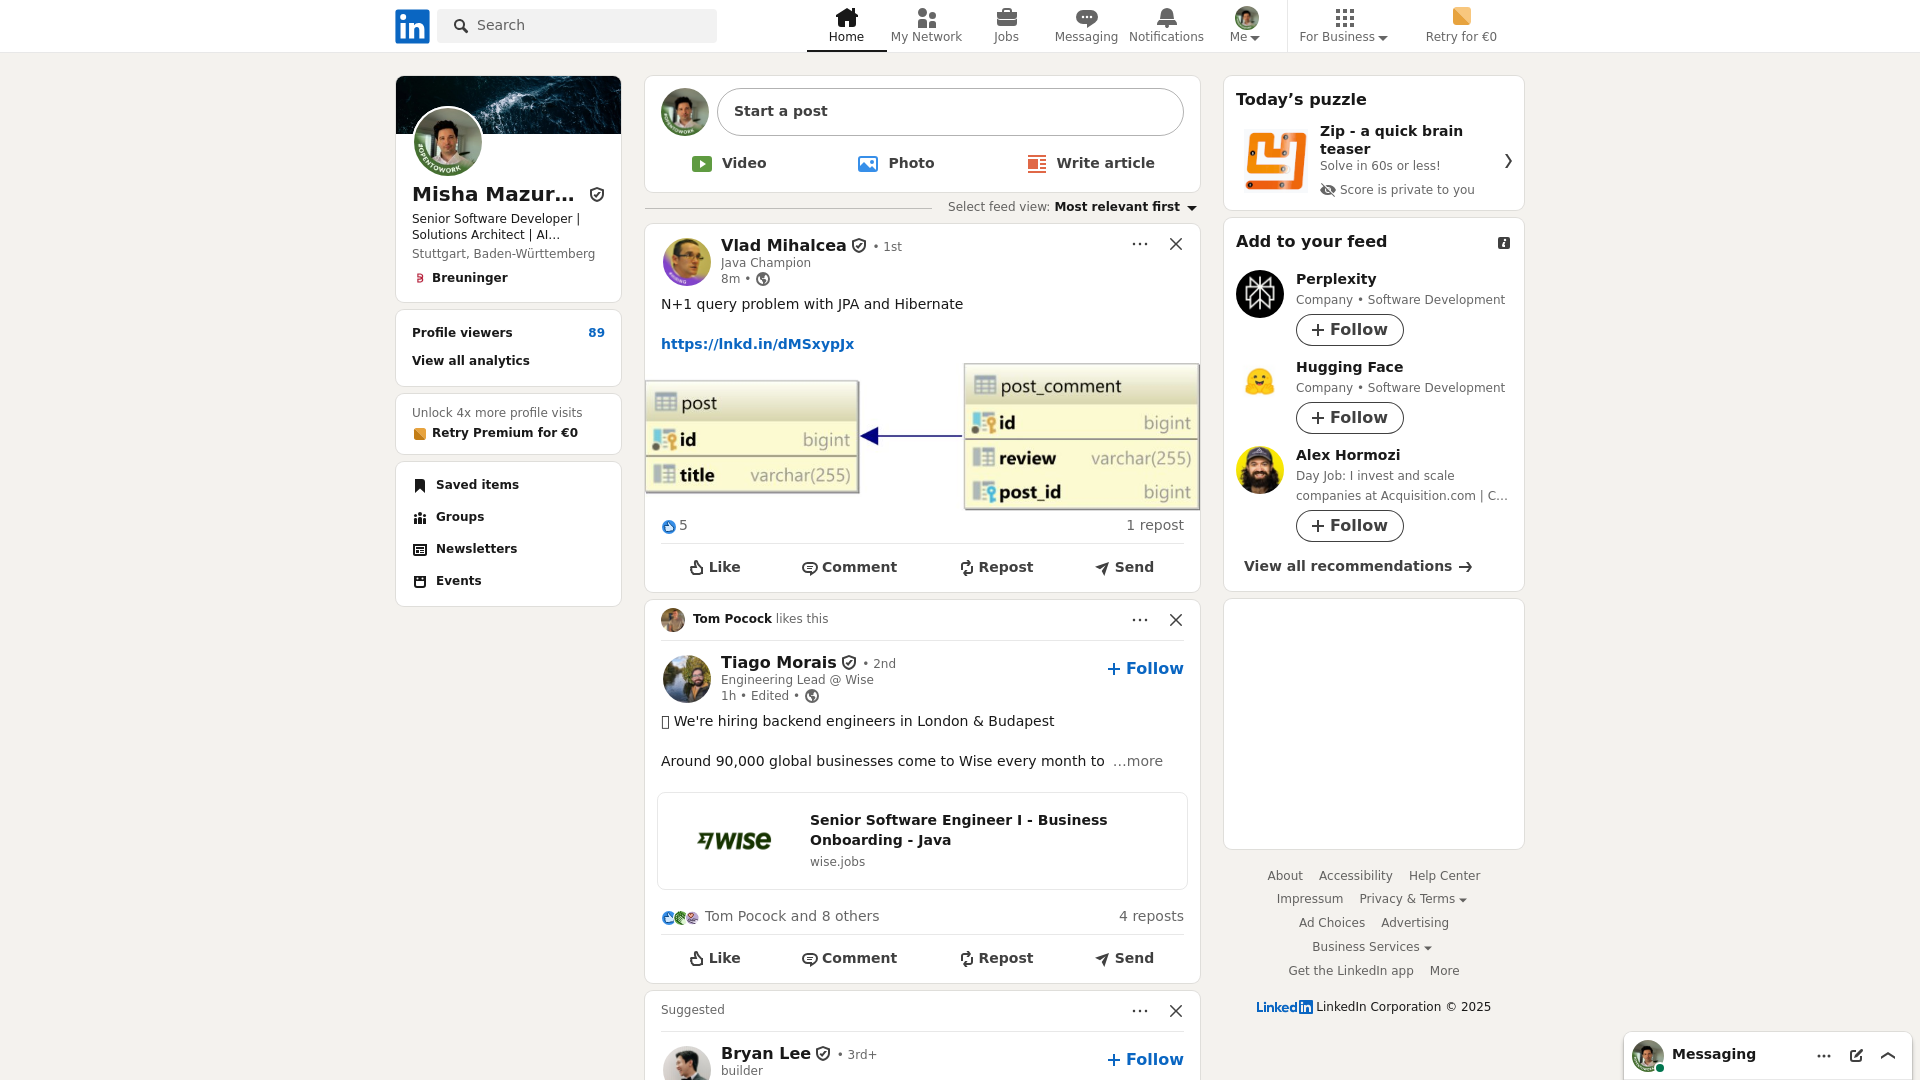 in
Search
Home
My Network
Jobs
Messaging
Notifications
Me
For Business
Retry for €0
#OPENTOWORK
Misha Mazur...
Senior Software Developer |
Solutions Architect | AI...
Stuttgart, Baden-Württemberg
Breuninger
Profile viewers 89
View all analytics
Unlock 4x more profile visits
Retry Premium for €0
Saved items
Groups
Newsletters
Events
Start a post
Video
Photo
Write article
Select feed view: Most relevant first
Vlad Mihalcea • 1st
Java Champion
8m •
N+1 query problem with JPA and Hibernate
https://lnkd.in/dMSxypJx
post
id bigint
title varchar(255)
post_comment
id bigint
review varchar(255)
post_id bigint
5
1 repost
Like
Comment
Repost
Send
Tom Pocock likes this
Tiago Morais • 2nd
Engineering Lead @ Wise
1h • Edited •
+ Follow
We're hiring backend engineers in London & Budapest
Around 90,000 global businesses come to Wise every month to ...more
WISE
Senior Software Engineer I - Business
Onboarding - Java
wise.jobs
Tom Pocock and 8 others
4 reposts
Like
Comment
Repost
Send
Suggested
Bryan Lee • 3rd+
builder
+ Follow
Today’s puzzle
Zip - a quick brain
teaser
Solve in 60s or less!
Score is private to you
Add to your feed
Perplexity
Company • Software Development
+ Follow
Hugging Face
Company • Software Development
+ Follow
Alex Hormozi
Day Job: I invest and scale
companies at Acquisition.com | C...
+ Follow
View all recommendations →
About
Accessibility
Help Center
Impressum
Privacy & Terms
Ad Choices
Advertising
Business Services
Get the LinkedIn app
More
Linkedin LinkedIn Corporation © 2025
Messaging